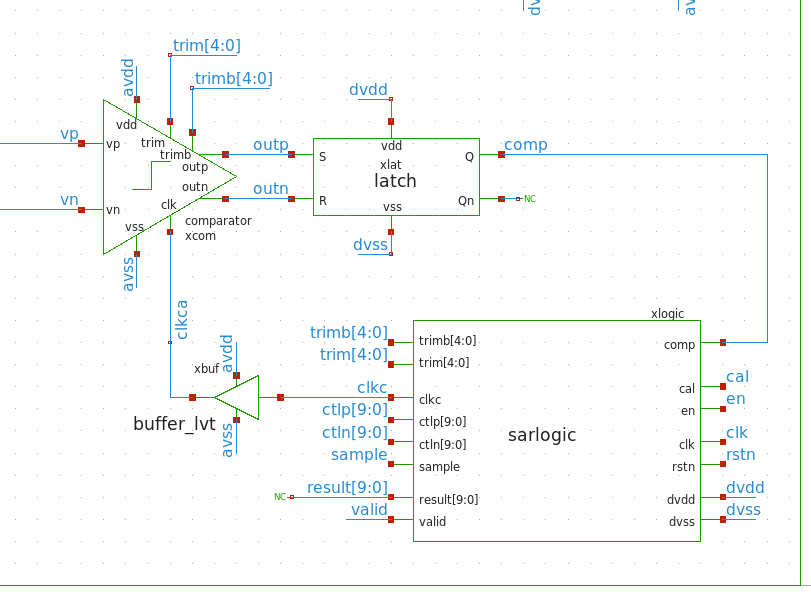 dv
av
trim[4:0]
trimb[4:0]
avdd
dvdd
vp
vdd
vp
trim
trimb
outp
outn
outp
outn
vn
vn
clk
vss
comparator
xcom
avss
S
R
vdd
xlat
latch
vss
Q
Qn
comp
NC
dvss
clkca
avdd
xbuf
buffer_lvt
avss
xlogic
trimb[4:0]
trimb[4:0]
comp
trim[4:0]
trim[4:0]
clkc
clkc
cal
cal
ctlp[9:0]
ctlp[9:0]
en
en
ctln[9:0]
ctln[9:0]
sarlogic
clk
clk
sample
sample
rstn
rstn
NC
result[9:0]
result[9:0]
dvdd
dvdd
valid
valid
dvss
dvss